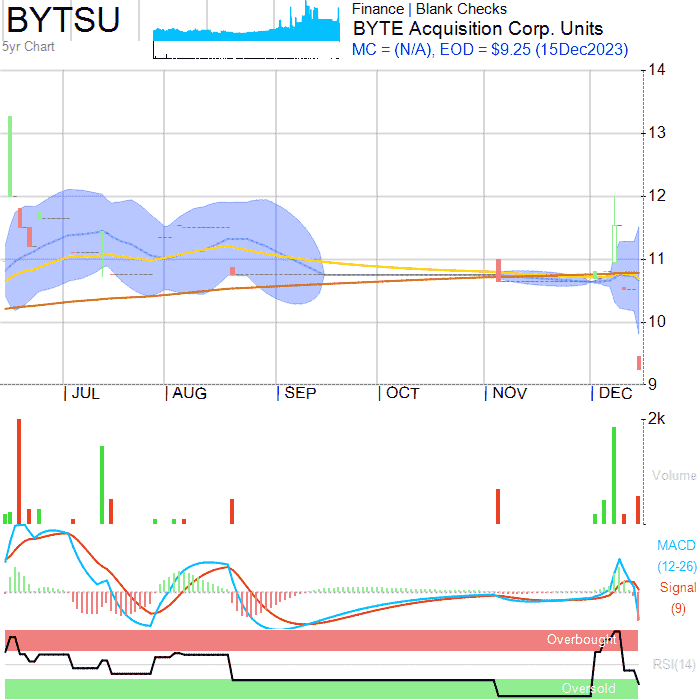 BYTSU
5yr Chart
Finance | Blank Checks
BYTE Acquisition Corp. Units
MC = (N/A), EOD = $9.25 (15Dec2023)
14
13
12
11
10
9
JUL AUG SEP OCT NOV DEC
2k
Volume
MACD
(12-26)
Signal
(9)
Overbought
RSI(14)
Oversold